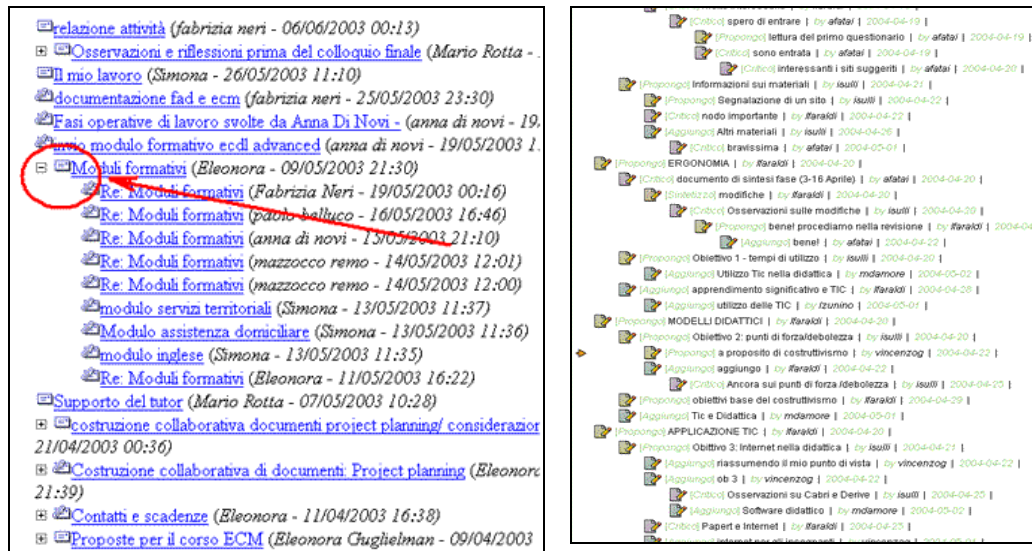 relazione attività (fabrizia neri - 06/06/2003 00:13)
Osservazioni e riflessioni prima del colloquio finale (Mario Rotta -
Il mio lavoro (Simona - 26/05/2003 11:10)
documentazione fad e ecm (fabrizia neri - 25/05/2003 23:30)
Fasi operative di lavoro svolte da Anna Di Novi - (anna di novi - 19.
invio modulo formativo ecdl advanced (anna di novi - 19/05/2003 1.
Moduli formativi (Eleonora - 09/05/2003 21:30)
Re: Moduli formativi (Fabrizia Neri - 19/05/2003 00:16)
Re: Moduli formativi (paolo belluco - 16/05/2003 16:46)
Re: Moduli formativi (anna di novi - 15/05/2003 21:10)
Re: Moduli formativi (mazzocco remo - 14/05/2003 12:01)
Re: Moduli formativi (mazzocco remo - 14/05/2003 12:00)
modulo servizi territoriali (Simona - 13/05/2003 11:37)
Modulo assistenza domiciliare (Simona - 13/05/2003 11:36)
modulo inglese (Simona - 13/05/2003 11:35)
Re: Moduli formativi (Eleonora - 11/05/2003 16:22)
Supporto del tutor (Mario Rotta - 07/05/2003 10:28)
costruzione collaborativa documenti project planning/ considerazior
21/04/2003 00:36)
Costruzione collaborativa di documenti: Project planning (Eleonorc
21:39)
Contatti e scadenze (Eleonora - 11/04/2003 16:38)
Proposte per il corso ECM (Eleonora Guglielman - 09/04/2003
[Critico] spero di entrare | by afatai | 2004-04-19 |
[Propongo] lettura del primo questionario | by afatai | 2004-04-19 |
[Critico] sono entrata | by afatai | 2004-04-19 |
[Critico] interessanti i siti suggeriti | by afatai | 2004-04-20 |
[Propongo] Informazioni sui materiali | by isulli | 2004-04-21 |
[Propongo] Segnalazione di un sito | by isulli | 2004-04-22 |
[Critico] nodo importante | by lfaraldi | 2004-04-22 |
[Aggiungo] Altri materiali | by isulli | 2004-04-26 |
[Critico] bravissima | by afatai | 2004-05-01 |
[Propongo] ERGONOMIA | by lfaraldi | 2004-04-20 |
[Critico] documento di sintesi fase (3-16 Aprile) | by afatai | 2004-04-20 |
[Sintetizzo] modifiche | by lfaraldi | 2004-04-20 |
[Critico] Osservazioni sulle modifiche | by isulli | 2004-04-20 |
[Propongo] bene! procediamo nella revisione | by lfaraldi | 2004-04
[Aggiungo] bene! | by afatai | 2004-04-22 |
[Propongo] Obiettivo 1 - tempi di utilizzo | by isulli | 2004-04-20 |
[Aggiungo] Utilizzo Tic nella didattica | by mdamore | 2004-05-02 |
[Aggiungo] apprendimento significativo e TIC | by lfaraldi | 2004-04-28 |
[Aggiungo] utilizzo delle TIC | by lzunino | 2004-05-01 |
[Propongo] MODELLI DIDATTICI | by lfaraldi | 2004-04-20 |
[Propongo] Obiettivo 2: punti di forza/debolezza | by isulli | 2004-04-20 |
[Propongo] a proposito di costruttivismo | by vincenzog | 2004-04-22 |
[Propongo] aggiungo | by lfaraldi | 2004-04-22 |
[Critico] Ancora sui punti di forza /debolezza | by isulli | 2004-04-25 |
[Propongo] obiettivi base del costruttivismo | by lfaraldi | 2004-04-29 |
[Aggiungo] Tic e Didattica | by mdamore | 2004-05-01 |
[Propongo] APPLICAZIONE TIC | by lfaraldi | 2004-04-20 |
[Propongo] Obittivo 3: Internet nella didattica | by isulli | 2004-04-21 |
[Aggiungo] riassumendo il mio punto di vista | by vincenzog | 2004-04-22 |
[Aggiungo] ob 3 | by vincenzog | 2004-04-22 |
[Critico] Osservazioni su Cabri e Derive | by isulli | 2004-04-25 |
[Aggiungo] Software didattico | by mdamore | 2004-05-02 |
[Critico] Papert e Internet | by lfaraldi | 2004-04-25 |